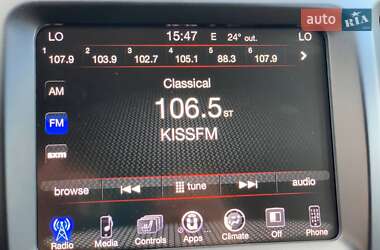 LO 15:47 E 24° out. LO
auto RIA
1 107.9 2 103.9 3 102.7 4 105.1 5 88.3 6 107.9
AM
FM
sxm
Classical
106.5 ST
KISSFM
browse tune audio
Radio Media Controls Apps Climate Off Phone
Off